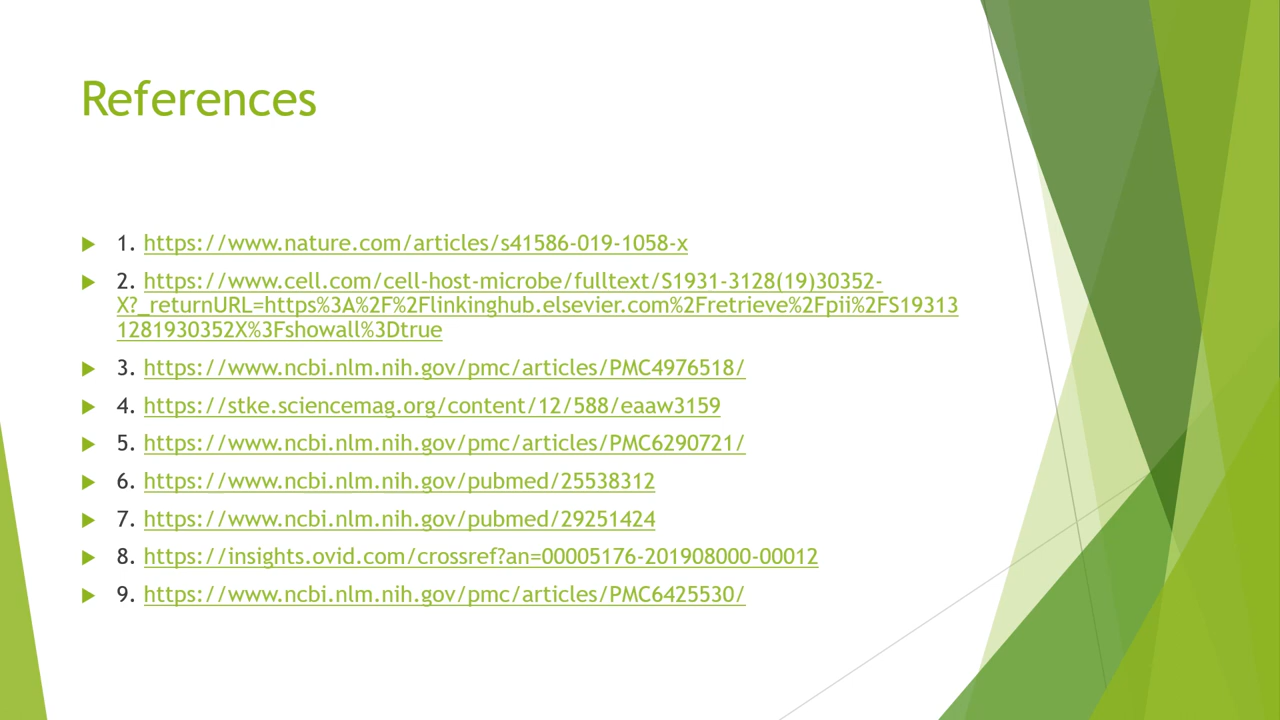 References
1. https://www.nature.com/articles/s41586-019-1058-x
2. https://www.cell.com/cell-host-microbe/fulltext/S1931-3128(19)30352-
X?_returnURL=https%3A%2F%2Flinkinghub.elsevier.com%2Fretrieve%2Fpii%2FS19313
1281930352X%3Fshowall%3Dtrue
3. https://www.ncbi.nlm.nih.gov/pmc/articles/PMC4976518/
4. https://stke.sciencemag.org/content/12/588/eaaw3159
5. https://www.ncbi.nlm.nih.gov/pmc/articles/PMC6290721/
6. https://www.ncbi.nlm.nih.gov/pubmed/25538312
7. https://www.ncbi.nlm.nih.gov/pubmed/29251424
8. https://insights.ovid.com/crossref?an=00005176-201908000-00012
9. https://www.ncbi.nlm.nih.gov/pmc/articles/PMC6425530/